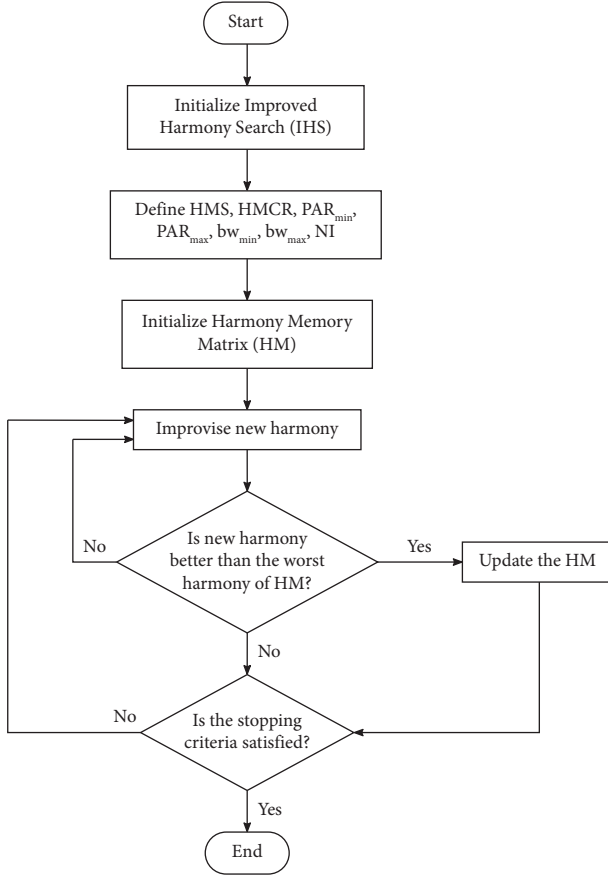 Start
Initialize Improved
Harmony Search (IHS)
Define HMS, HMCR, PARmin,
PARmax, bwmin, bwmax, NI
Initialize Harmony Memory
Matrix (HM)
Improvise new harmony
Is new harmony
better than the worst
harmony of HM?
No
Yes
Update the HM
No
Is the stopping
criteria satisfied?
No
Yes
End